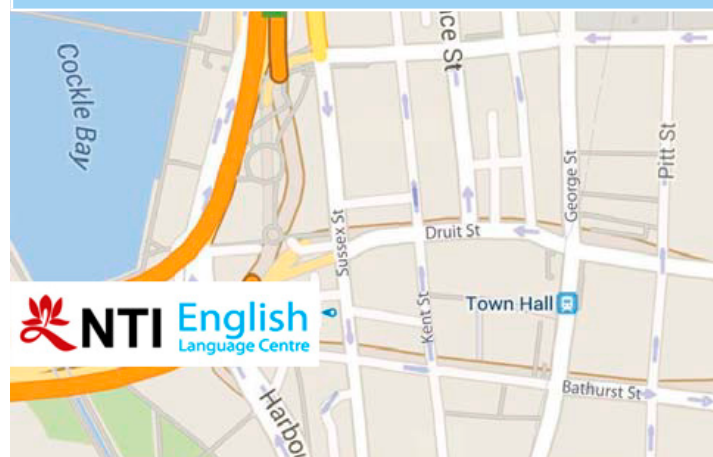 Cockle Bay
ce St
Pitt St
George St
Sussex St
Druit St
Town Hall
Kent St
NTI English
Language Centre
Bathurst St
Harbo